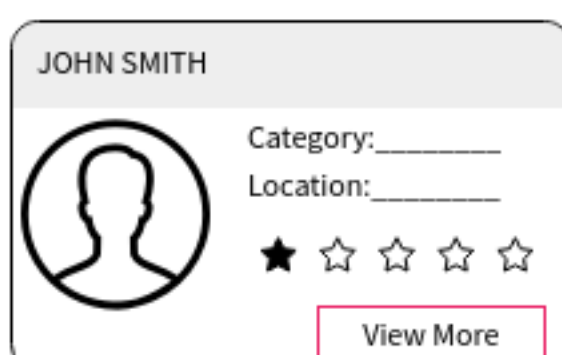 JOHN SMITH
Category:________
Location:________
View More